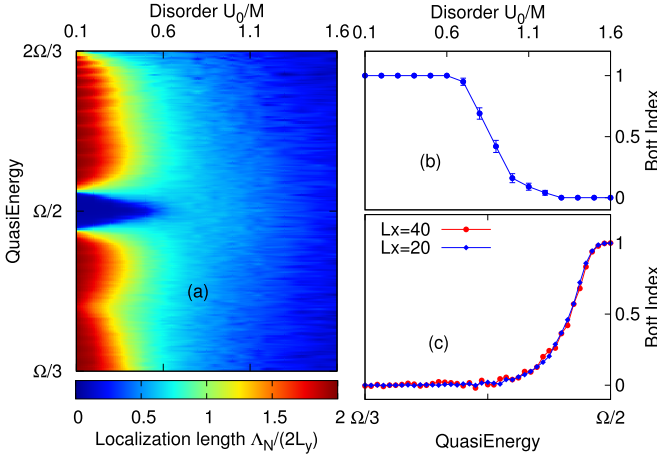 Disorder U₀/M
0.1 0.6 1.1 1.6
2Ω/3
Ω/2
Ω/3
QuasiEnergy
(a)
0 0.5 1 1.5 2
Localization length Λ_N/(2L_y)
Disorder U₀/M
0.1 0.6 1.1 1.6
1
0.5
0
Bott Index
(b)
Lx=40
Lx=20
1
0.5
0
Bott Index
(c)
Ω/3 Ω/2
QuasiEnergy